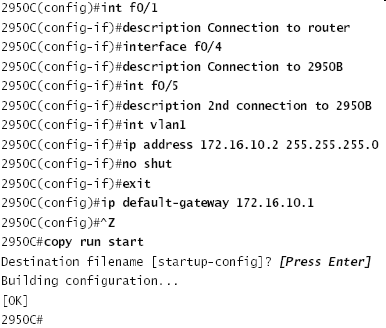 2950C(config)#int f0/1
2950C(config-if)#description Connection to router
2950C(config-if)#interface f0/4
2950C(config-if)#description Connection to 2950B
2950C(config-if)#int f0/5
2950C(config-if)#description 2nd connection to 2950B
2950C(config-if)#int vlan1
2950C(config-if)#ip address 172.16.10.2 255.255.255.0
2950C(config-if)#no shut
2950C(config-if)#exit
2950C(config)#ip default-gateway 172.16.10.1
2950C(config)#^Z
2950C#copy run start
Destination filename [startup-config]? [Press Enter]
Building configuration...
[OK]
2950C#